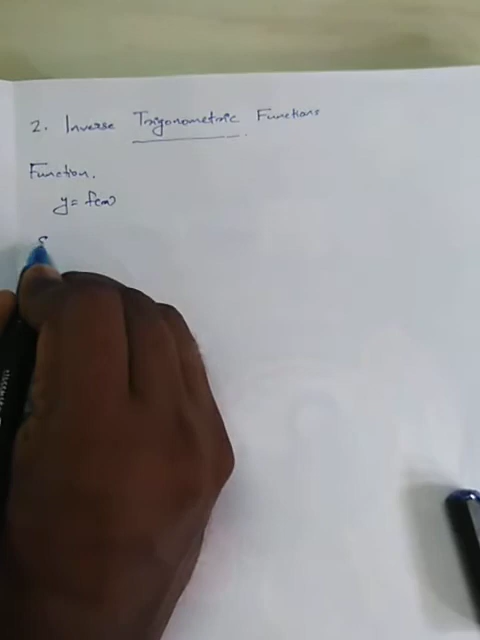 2. Inverse Trigonometric Functions
Function.
y = f(x)